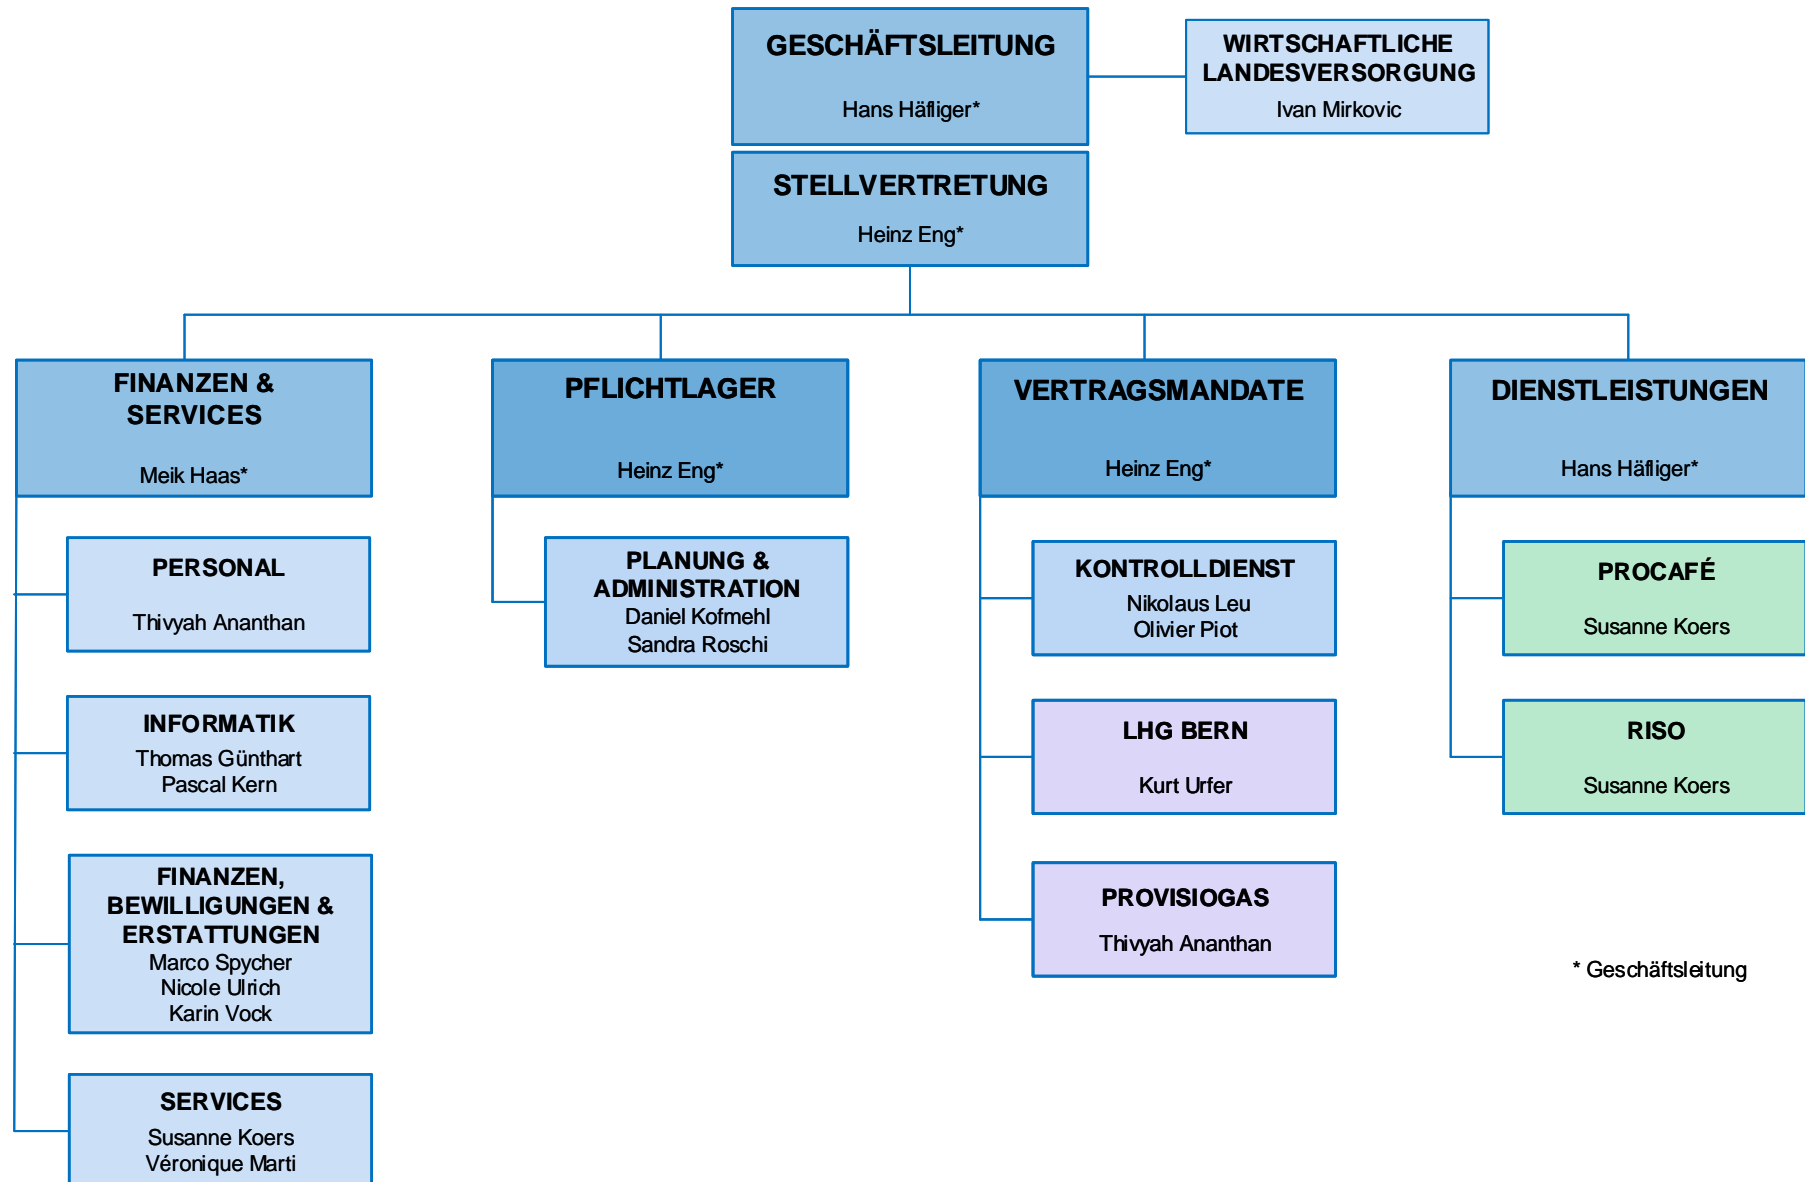 GESCHÄFTSLEITUNG
Hans Häfliger*
WIRTSCHAFTLICHE
LANDESVERSORGUNG
Ivan Mirkovic
STELLVERTRETUNG
Heinz Eng*
FINANZEN &
SERVICES
Meik Haas*
PERSONAL
Thivyah Ananthan
INFORMATIK
Thomas Günthart
Pascal Kern
FINANZEN,
BEWILLIGUNGEN &
ERSTATTUNGEN
Marco Spycher
Nicole Ulrich
Karin Vock
SERVICES
Susanne Koers
Véronique Marti
PFLICHTLAGER
Heinz Eng*
PLANUNG &
ADMINISTRATION
Daniel Kofmehl
Sandra Roschi
VERTRAGSMANDATE
Heinz Eng*
KONTROLLDIENST
Nikolaus Leu
Olivier Piot
LHG BERN
Kurt Urfer
PROVISIOGAS
Thivyah Ananthan
DIENSTLEISTUNGEN
Hans Häfliger*
PROCAFÉ
Susanne Koers
RISO
Susanne Koers
* Geschäftsleitung